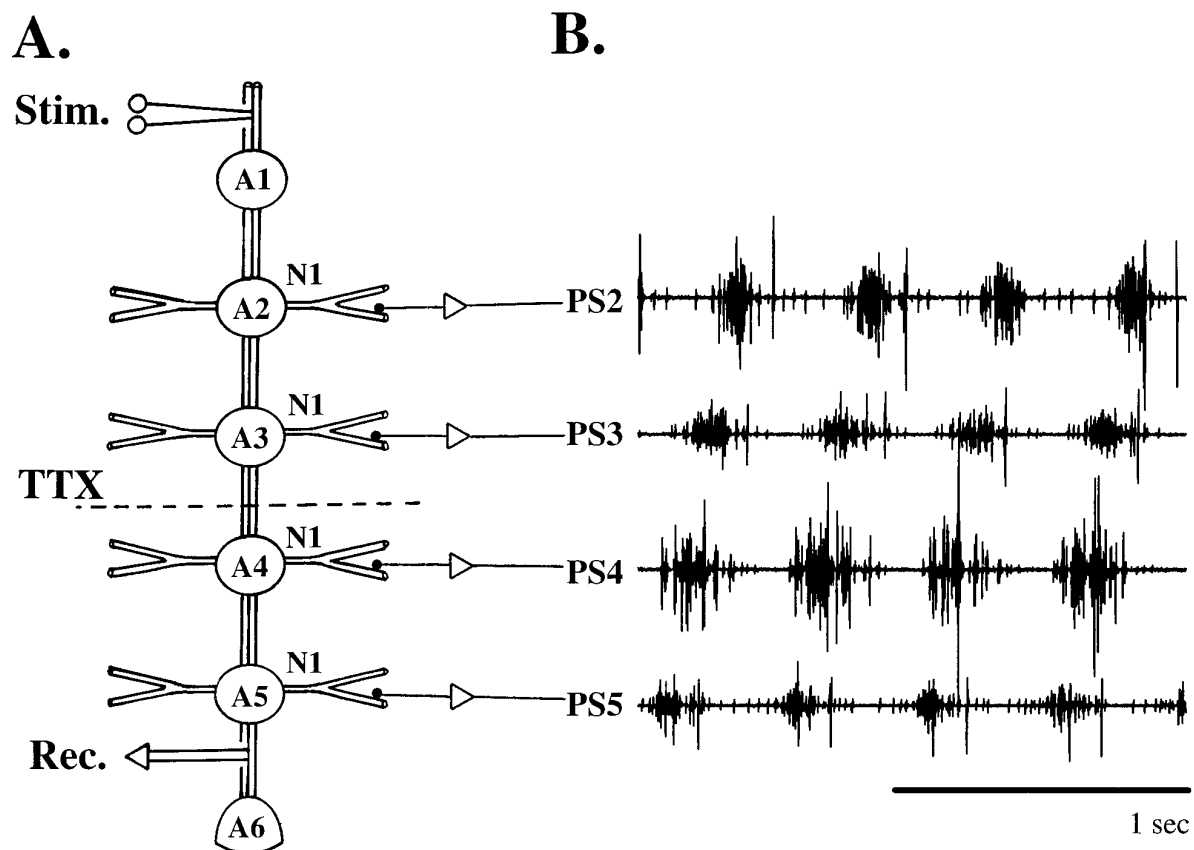 A.
B.
Stim.
A1
N1
A2
PS2
N1
A3
PS3
TTX
N1
A4
PS4
N1
A5
PS5
Rec.
A6
1 sec